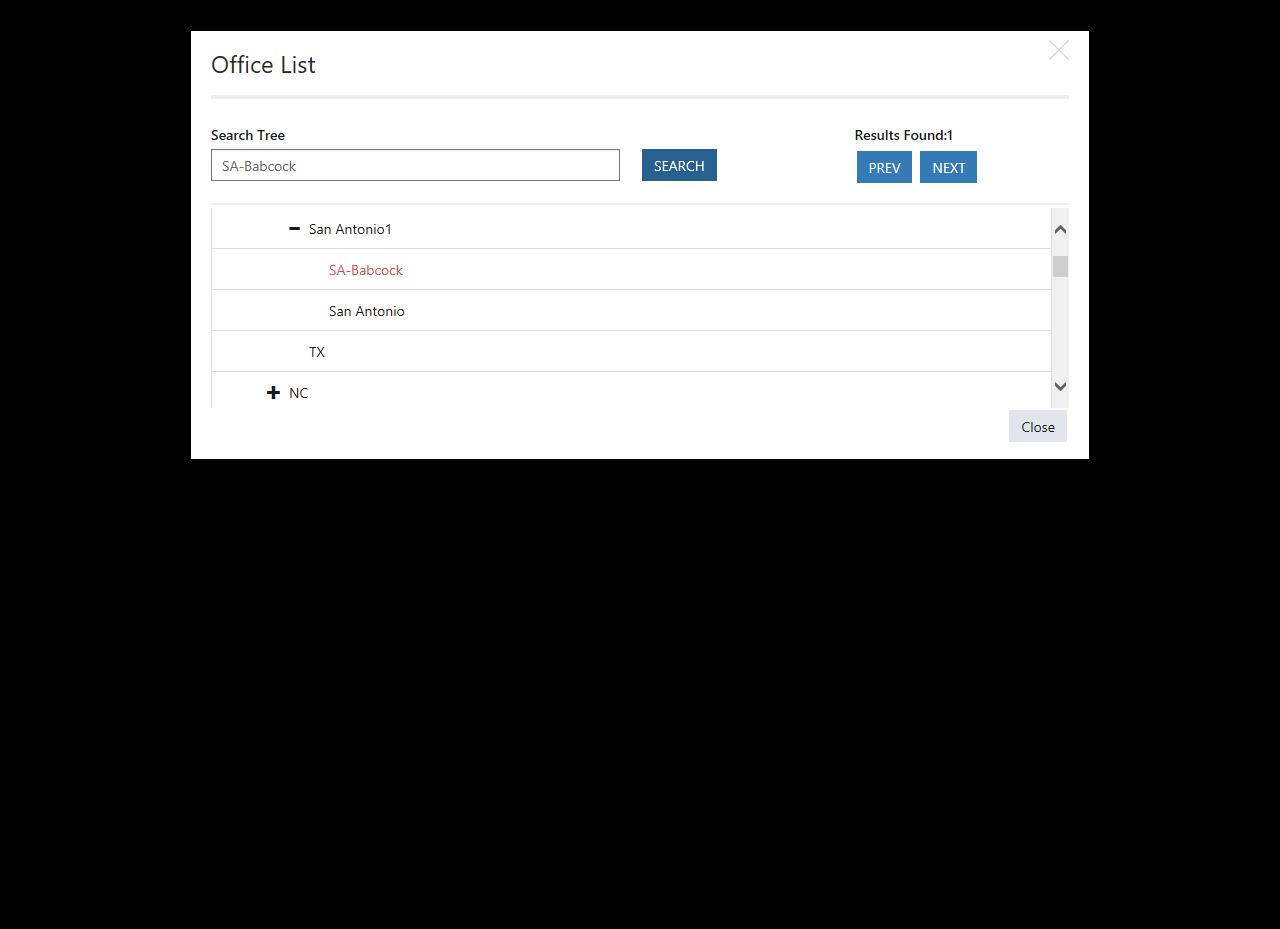 Office List
Search Tree
Results Found:1
SA-Babcock
SEARCH
PREV
NEXT
San Antonio1
SA-Babcock
San Antonio
TX
NC
Close